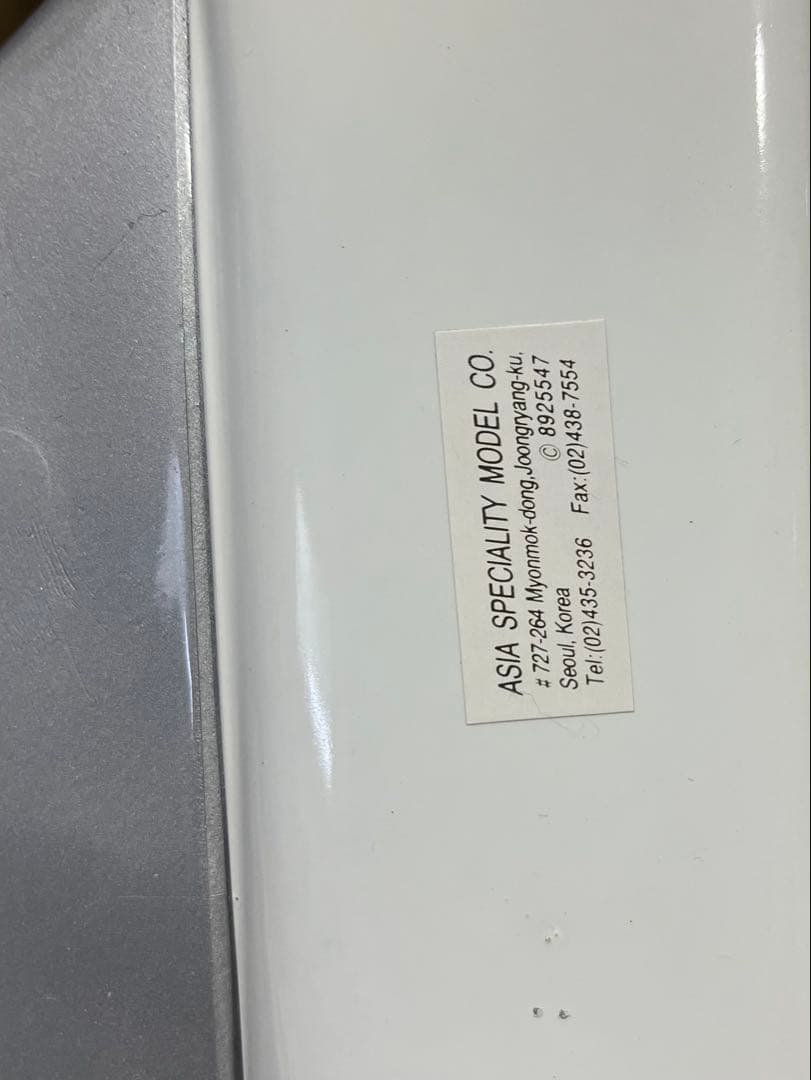 ASIA SPECIALITY MODEL CO.
# 727-264 Myonmok-dong,Joongryang-ku,
Seoul, Korea © 8925547
Tel:(02)435-3236 Fax:(02)438-7554